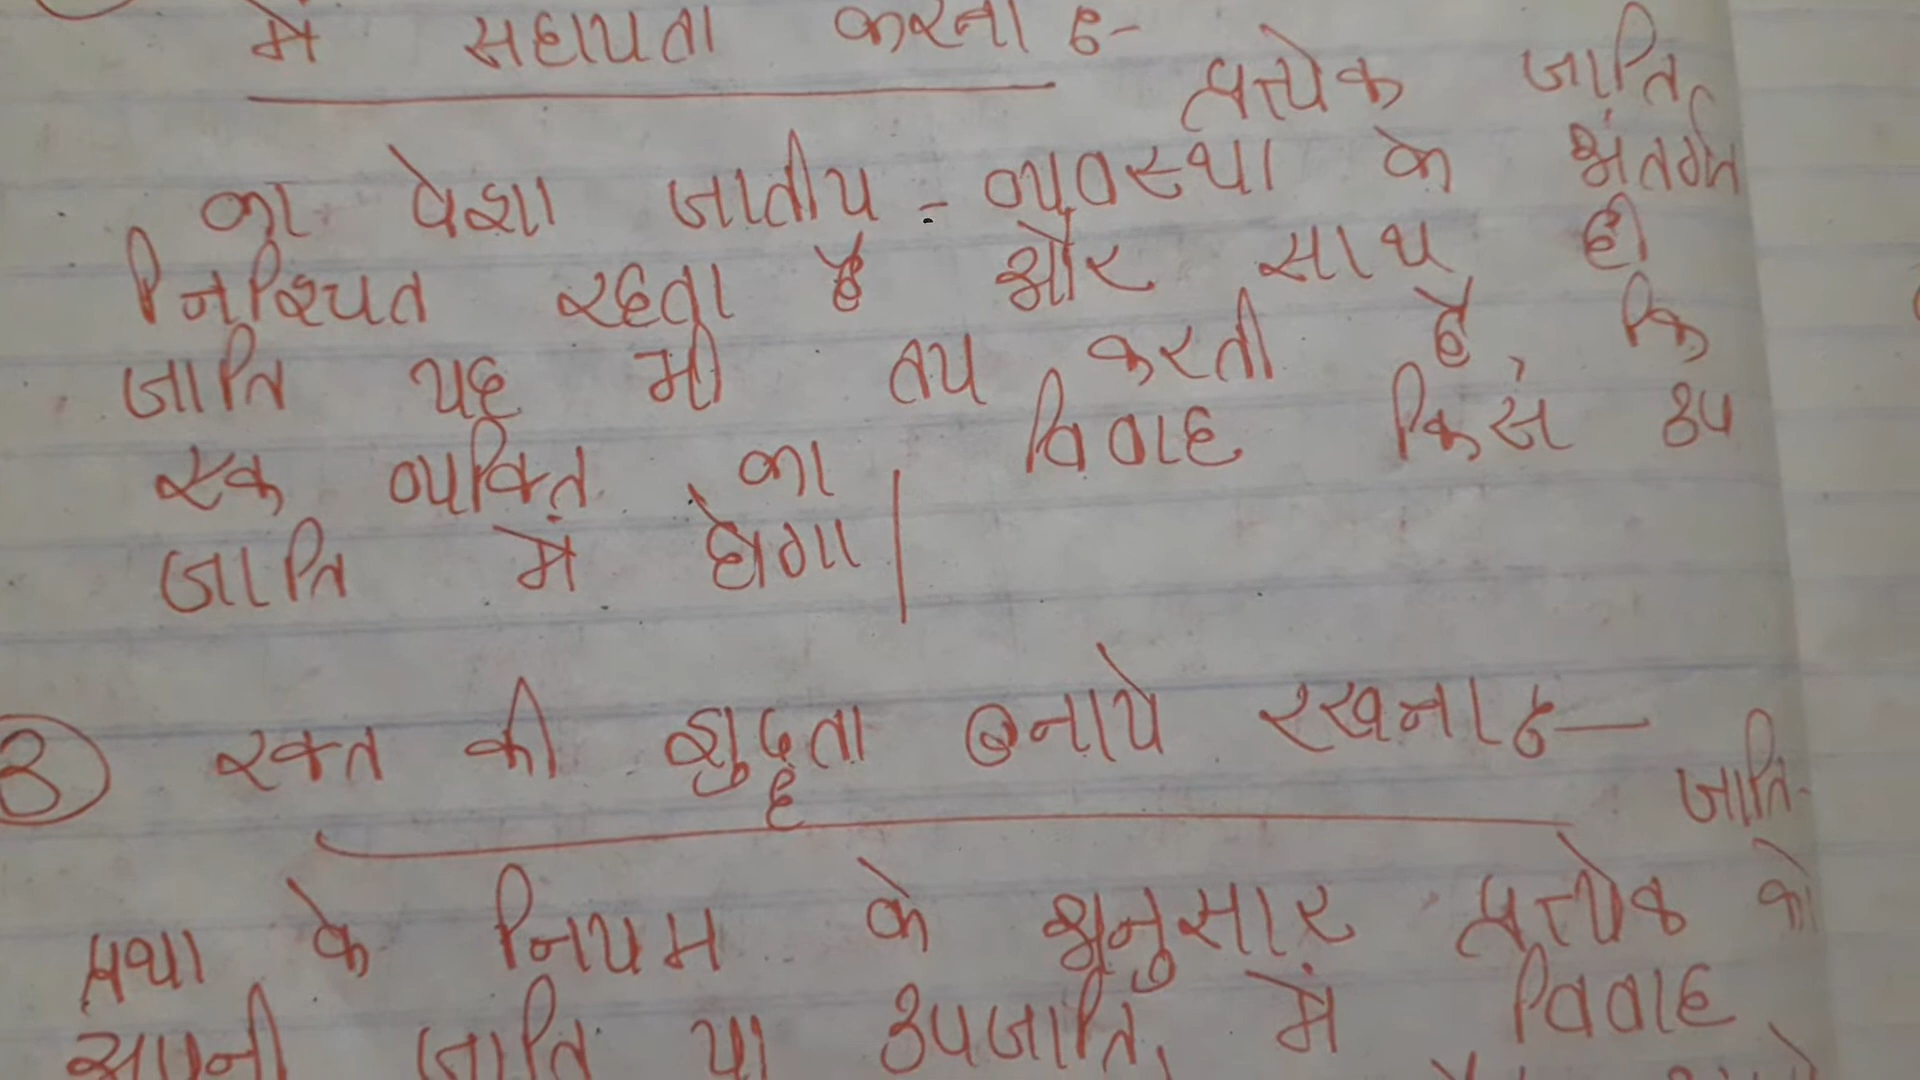 में सहायता करना ः-
प्रत्येक जाति
का पेशा जातीय - व्यवस्था के अंतर्गत
निश्चित रहता है और साथ ही
जाति यह भी तय करती है, कि
एक व्यक्ति का विवाह किस उप
जाति में होगा |
3 रक्त की शुद्धता बनाये रखना ः—
जाति-
प्रथा के नियम के अनुसार प्रत्येक को
अपनी जाति या उपजाति में विवाह